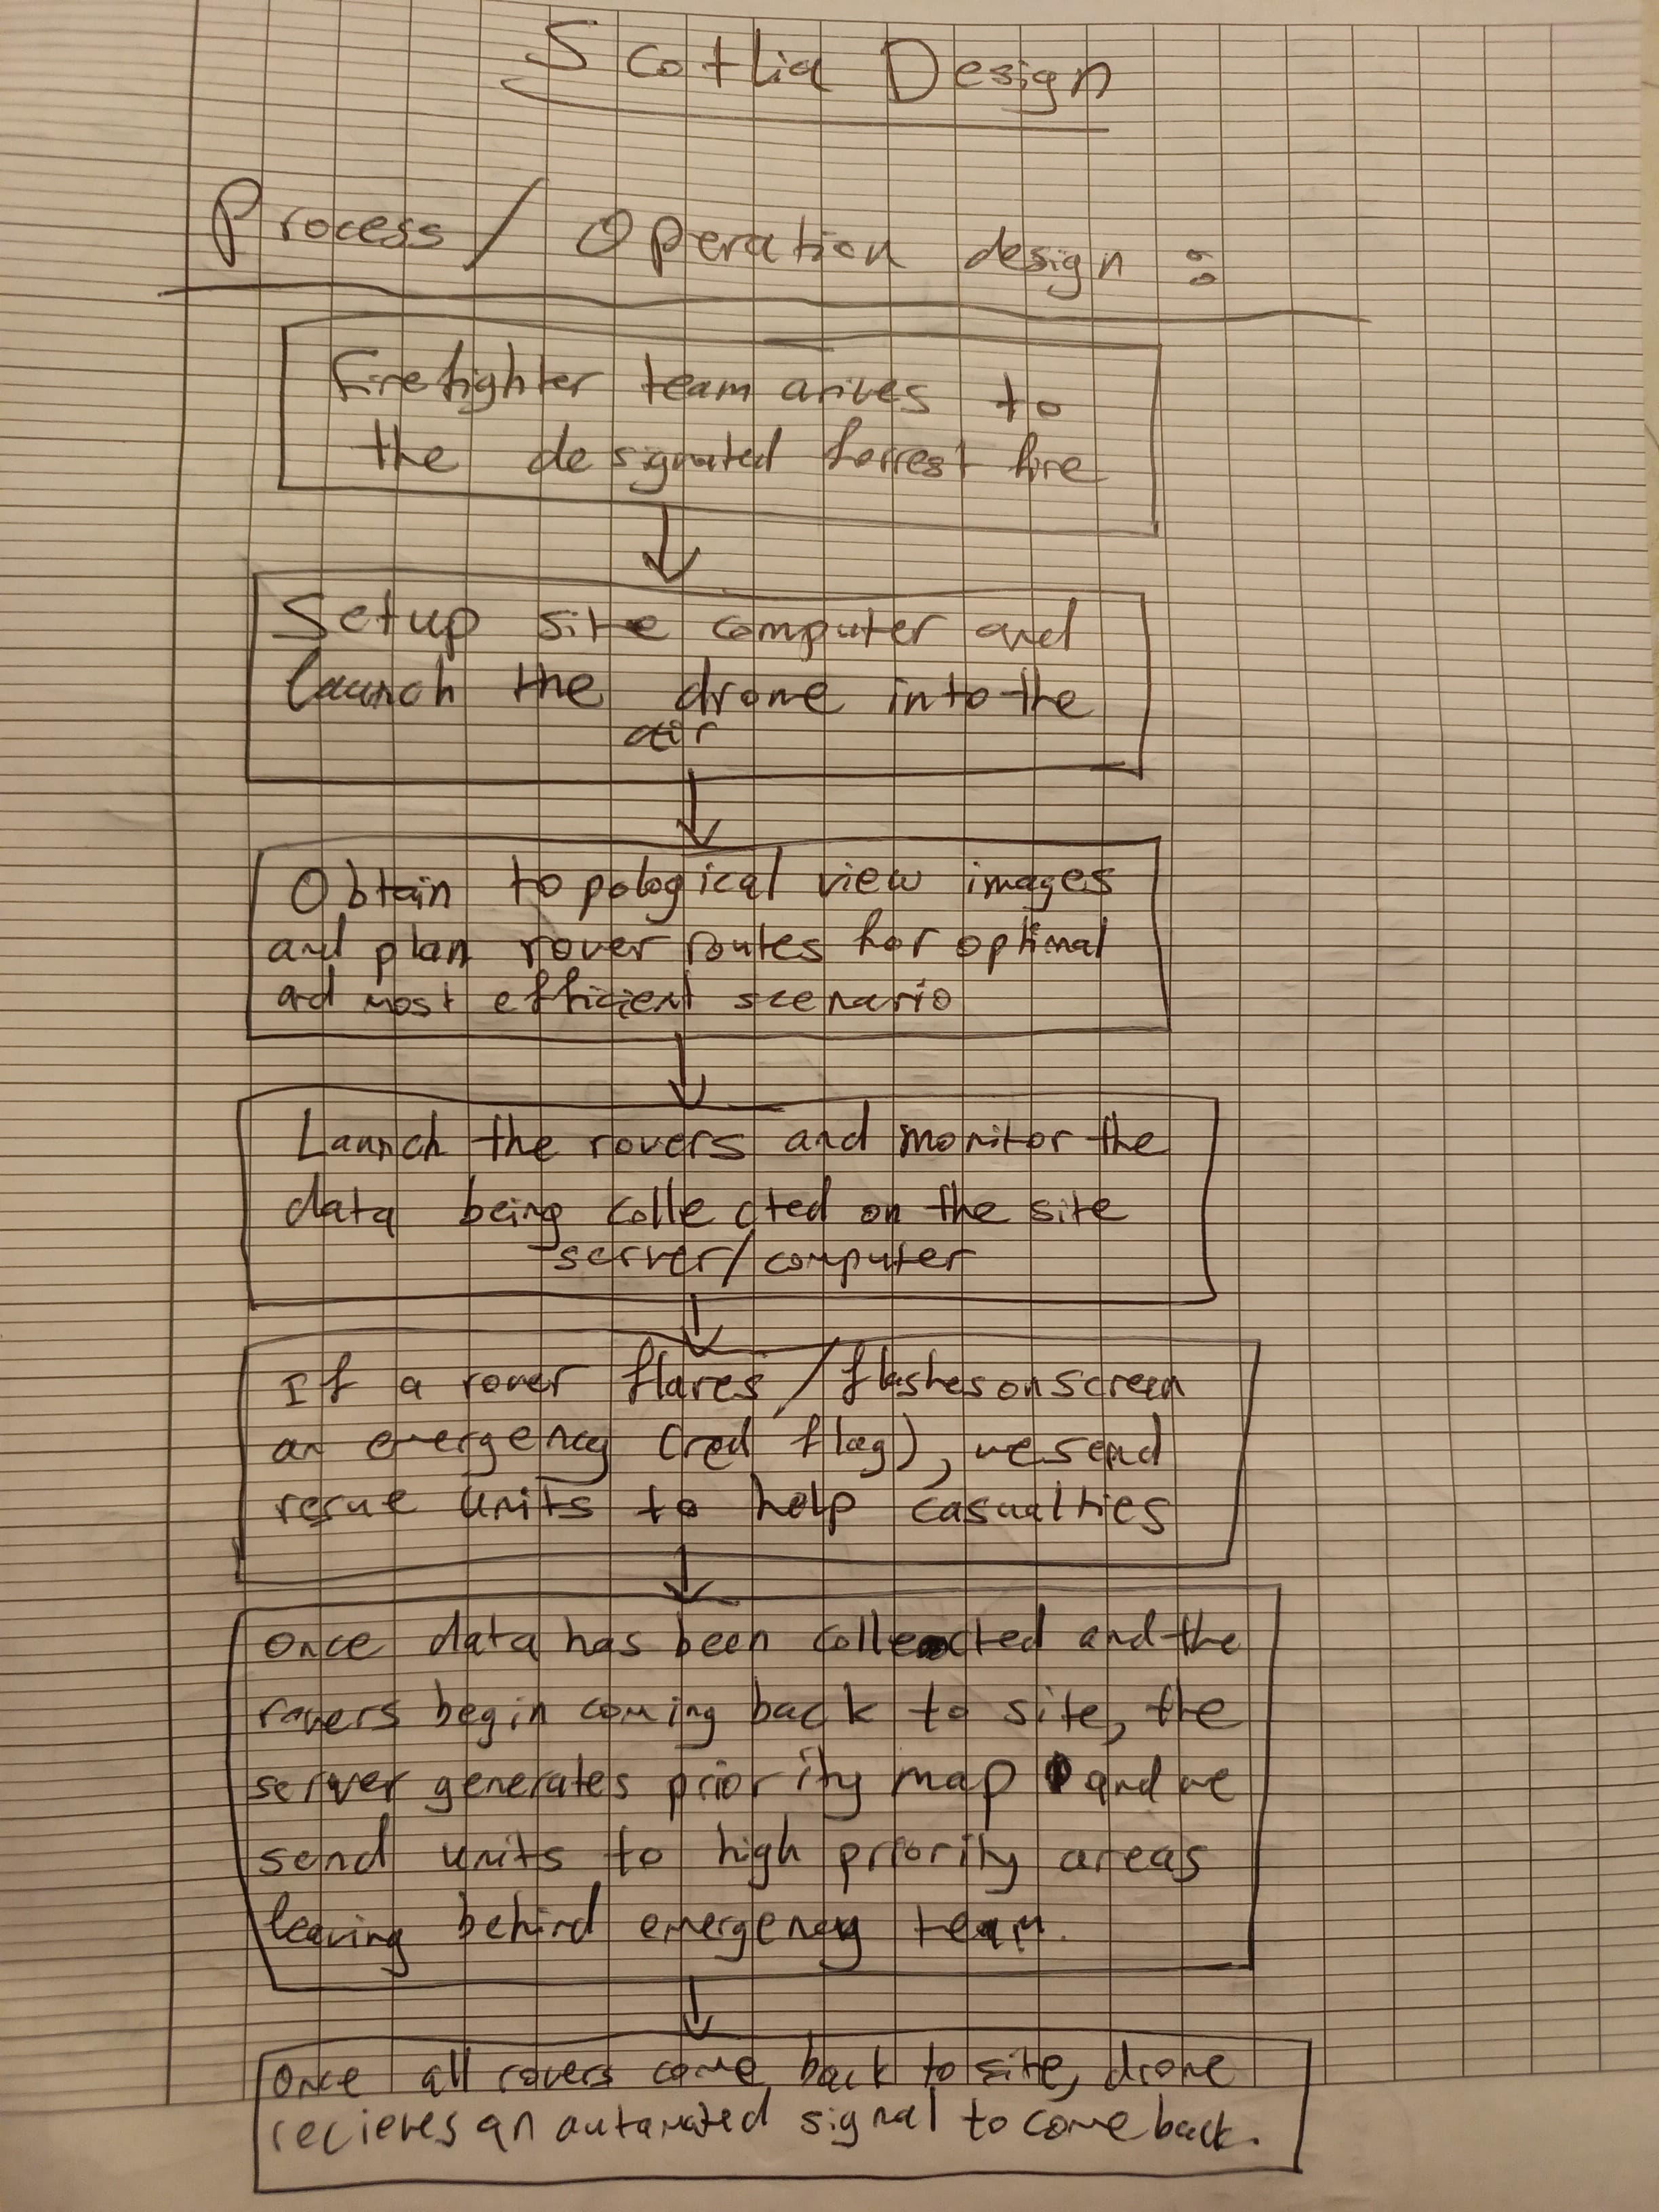 Scotlia Design
Process / Operation design :
Firefighter team arives to
the designated forrest fire
Setup site computer and
launch the drone into the
air
Obtain topological view images
and plan rover routes for optimal
and most efficient scenario
Launch the rovers and monitor the
data being collected on the site
server/computer
If a rover flares / flashes on screen
an emergency (red flag), we send
rescue units to help casualties
Once data has been collected and the
rovers begin coming back to site, the
server generates priority map and we
send units to high priority areas
leaving behind emergency team.
Once all rovers come back to site, drone
recieves an automated signal to come back.